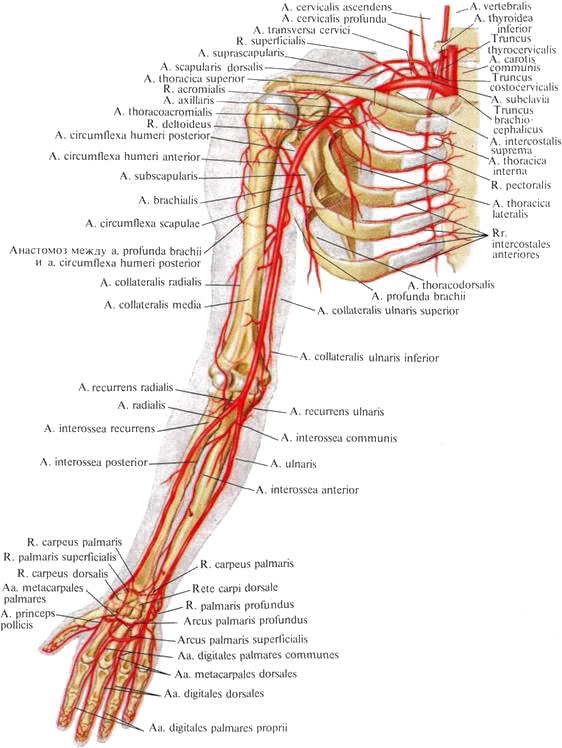 A. cervicalis ascendens
A. cervicalis profunda
A. transversa cervici
R. superficialis
A. suprascapularis
A. scapularis dorsalis
A. thoracica superior
R. acromialis
A. axillaris
A. thoracoacromialis
R. deltoideus
A. circumflexa humeri posterior
A. circumflexa humeri anterior
A. subscapularis
A. brachialis
A. circumflexa scapulae
Анастомоз между a. profunda brachii
и a. circumflexa humeri posterior
A. collateralis radialis
A. collateralis media
A. vertebralis
A. thyroidea
inferior
Truncus
thyrocervicalis
A. carotis
communis
Truncus
costocervicalis
A. subclavia
Truncus
brachio-
cephalicus
A. intercostalis
suprema
A. thoracica
interna
R. pectoralis
A. thoracica
lateralis
Rr.
intercostales
anteriores
A. thoracodorsalis
A. profunda brachii
A. collateralis ulnaris superior
A. collateralis ulnaris inferior
A. recurrens radialis
A. radialis
A. interossea recurrens
A. interossea posterior
A. recurrens ulnaris
A. interossea communis
A. ulnaris
A. interossea anterior
R. carpeus palmaris
R. palmaris superficialis
R. carpeus dorsalis
Aa. metacarpales
palmares
A. princeps
pollicis
R. carpeus palmaris
Rete carpi dorsale
R. palmaris profundus
Arcus palmaris profundus
Arcus palmaris superficialis
Aa. digitales palmares communes
Aa. metacarpales dorsales
Aa. digitales dorsales
Aa. digitales palmares proprii